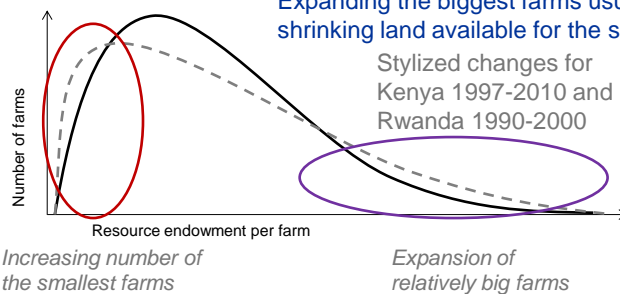 Expanding the biggest farms
shrinking land available for the
Stylized changes for
Kenya 1997-2010 and
Rwanda 1990-2000
Number of farms
Resource endowment per farm
Increasing number of
the smallest farms
Expansion of
relatively big farms